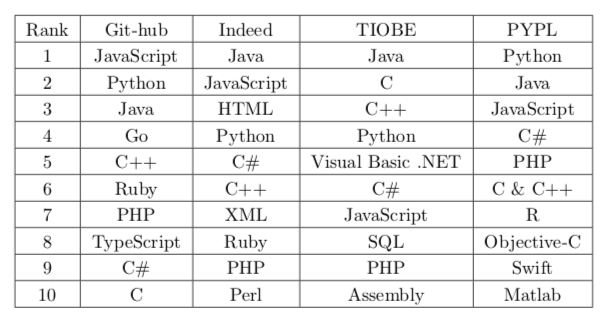 Rank Git-hub Indeed TIOBE PYPL
1 JavaScript Java Java Python
2 Python JavaScript C Java
3 Java HTML C++ JavaScript
4 Go Python Python C#
5 C++ C# Visual Basic .NET PHP
6 Ruby C++ C# C & C++
7 PHP XML JavaScript R
8 TypeScript Ruby SQL Objective-C
9 C# PHP PHP Swift
10 C Perl Assembly Matlab